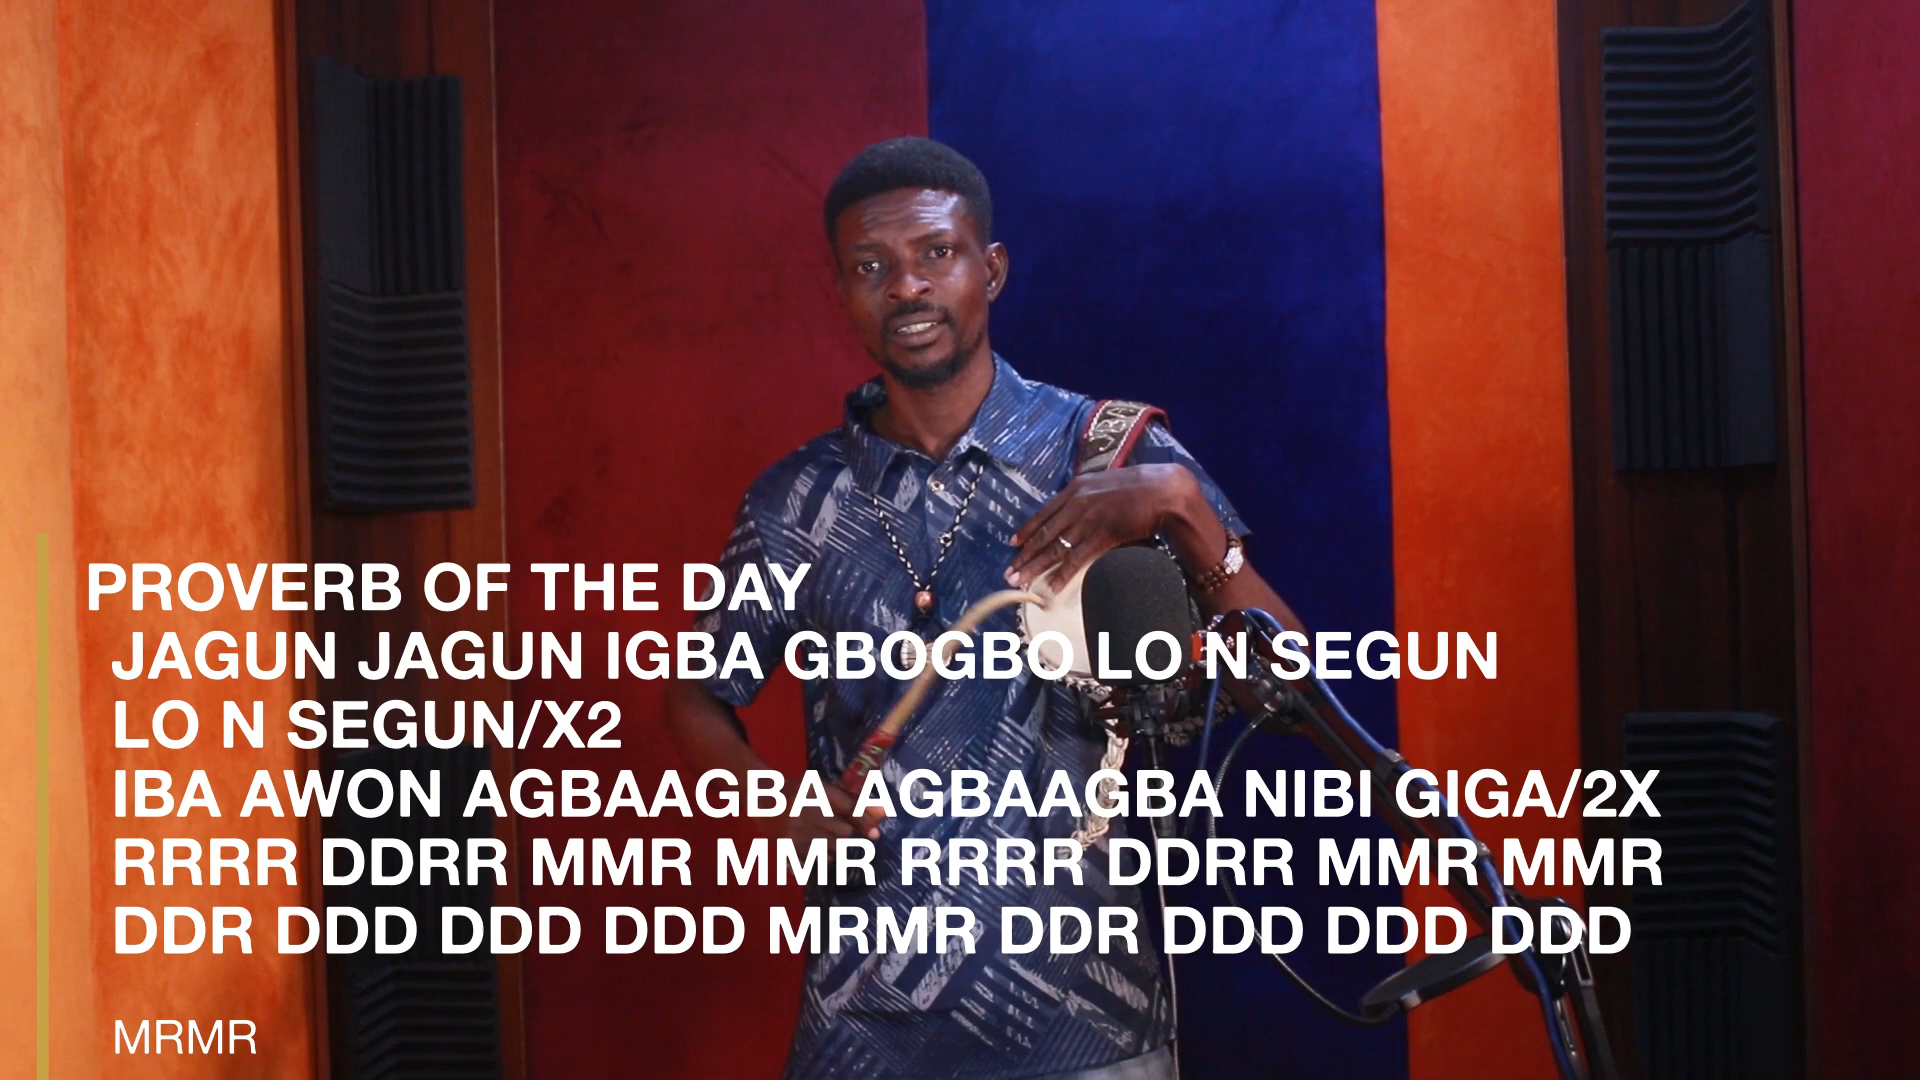 PROVERB OF THE DAY
JAGUN JAGUN IGBA GBOGBO LO N SEGUN
LO N SEGUN/X2
IBA AWON AGBAAGBA AGBAAGBA NIBI GIGA/2X
RRRR DDRR MMR MMR RRRR DDRR MMR MMR
DDR DDD DDD DDD MRMR DDR DDD DDD DDD
MRMR